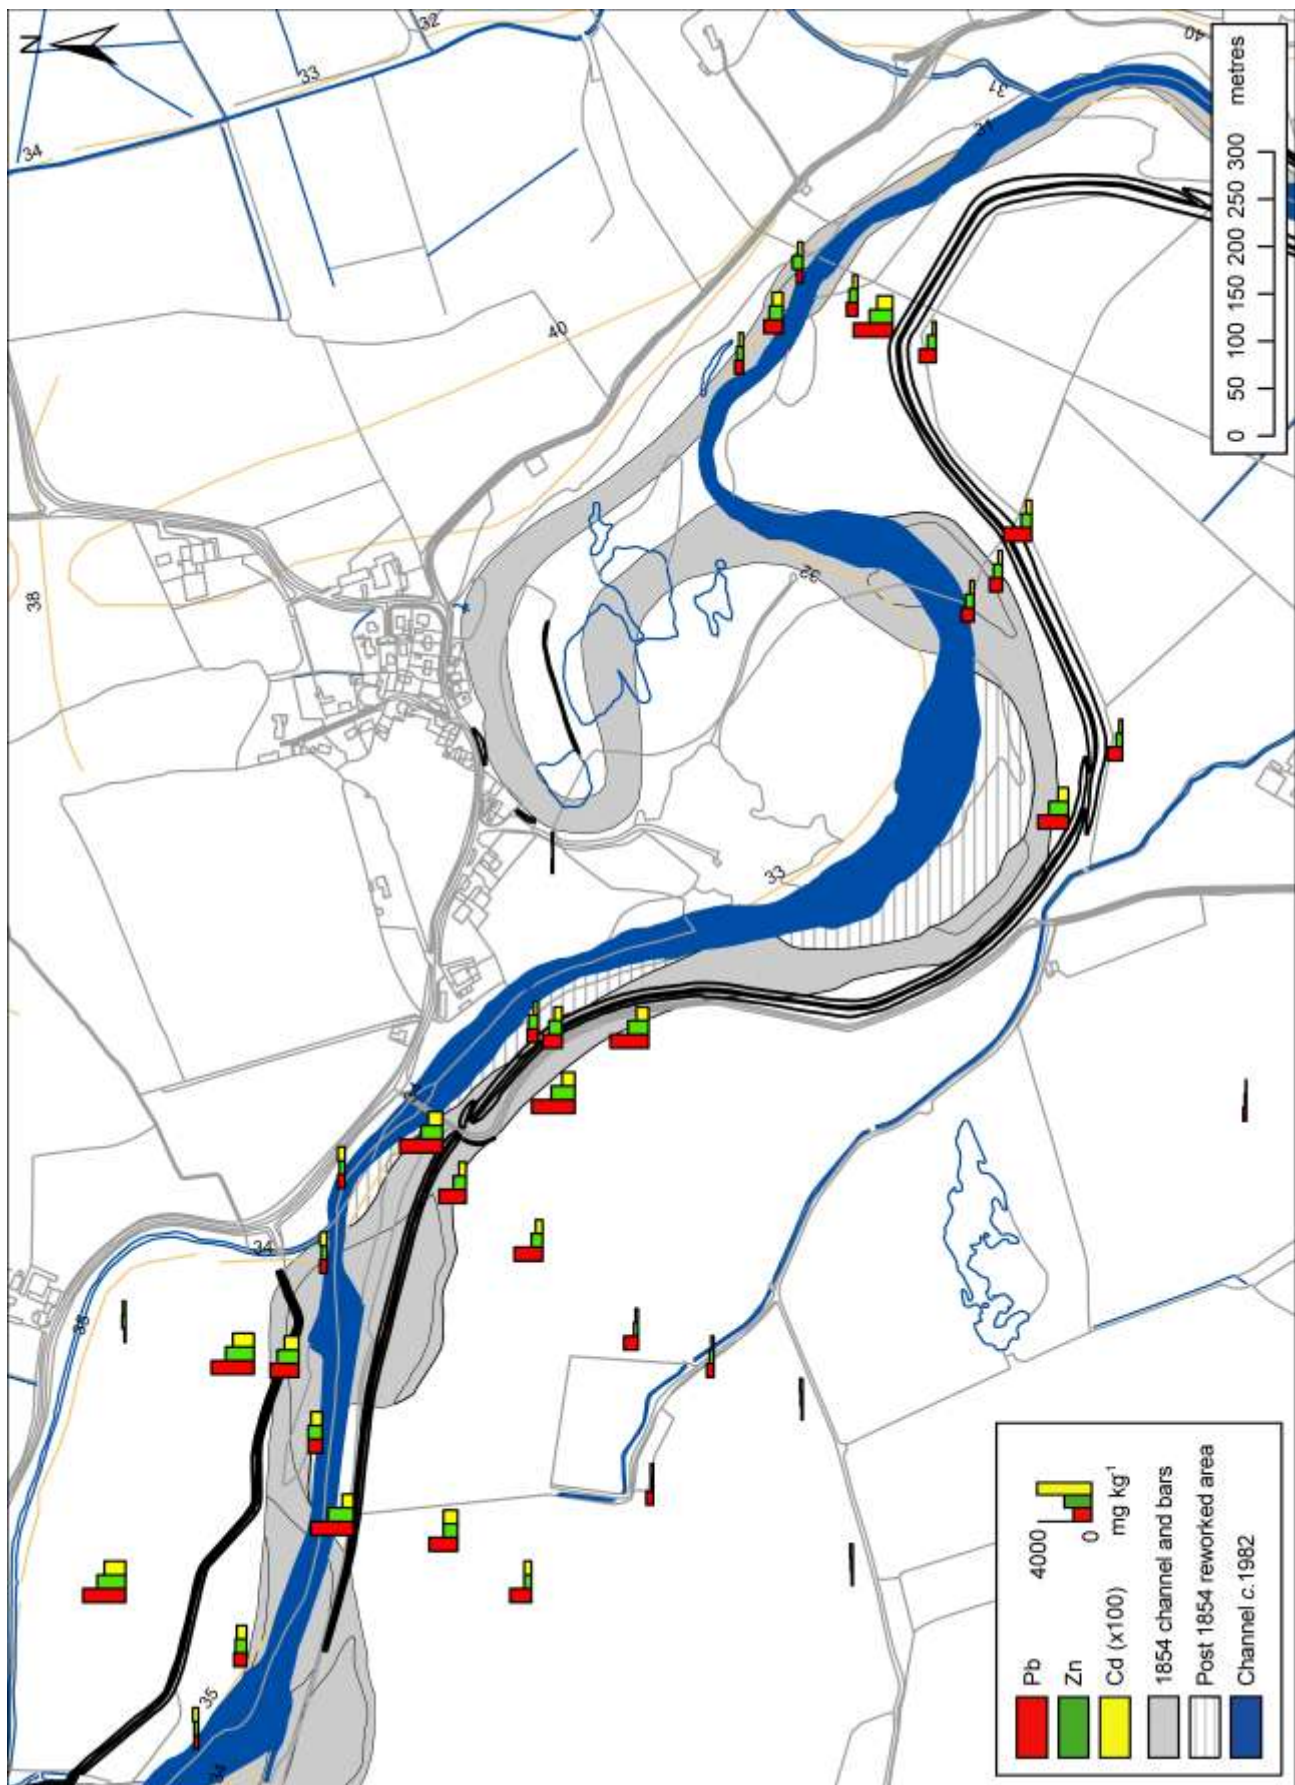 N
32
33
34
40
31
31
40
38
32
33
34
35
34
0 50 100 150 200 250 300 metres
Pb
Zn
Cd (x100)
4000
0
mg kg⁻¹
1854 channel and bars
Post 1854 reworked area
Channel c.1982